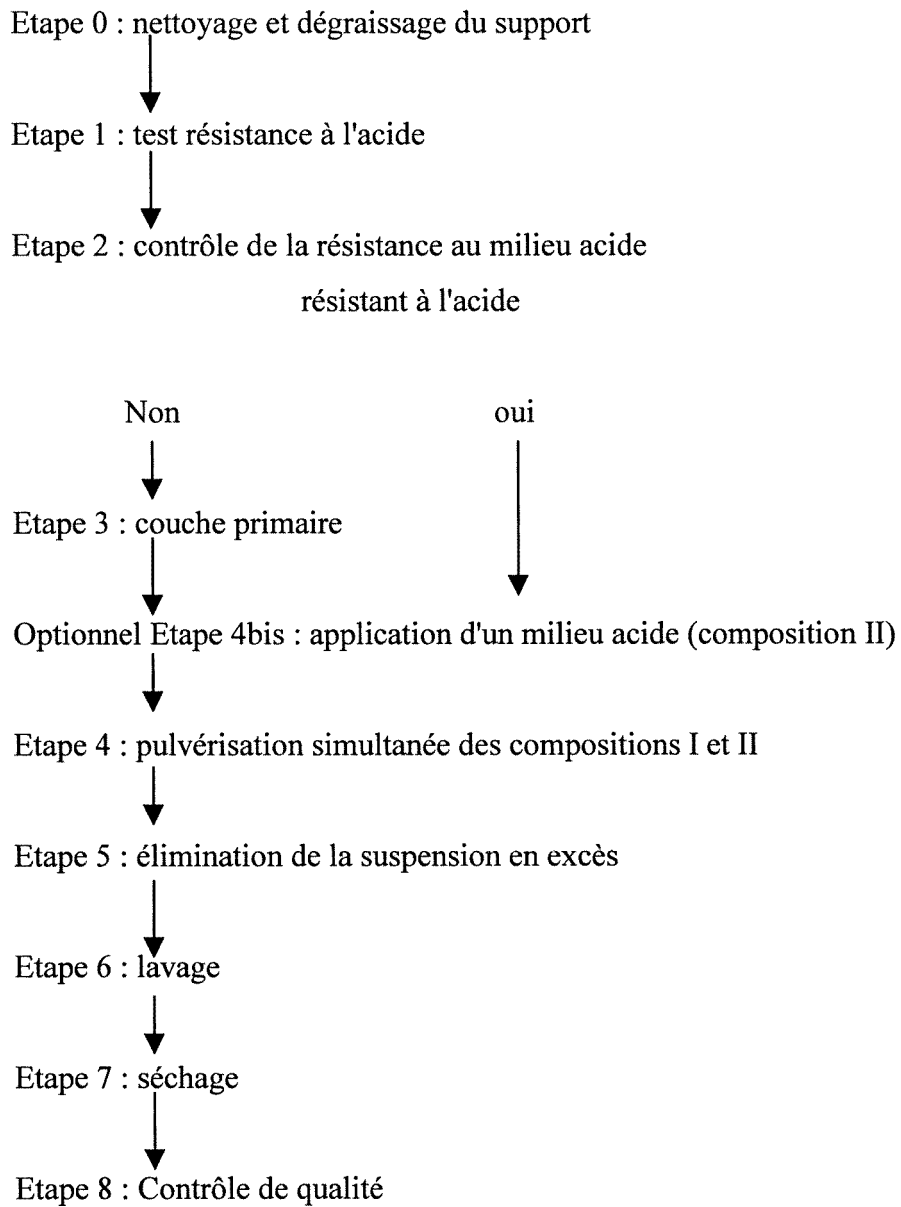 Etape 0 : nettoyage et dégraissage du support
Etape 1 : test résistance à l'acide
Etape 2 : contrôle de la résistance au milieu acide
résistant à l'acide
Non oui
Etape 3 : couche primaire
Optionnel Etape 4bis : application d'un milieu acide (composition II)
Etape 4 : pulvérisation simultanée des compositions I et II
Etape 5 : élimination de la suspension en excès
Etape 6 : lavage
Etape 7 : séchage
Etape 8 : Contrôle de qualité